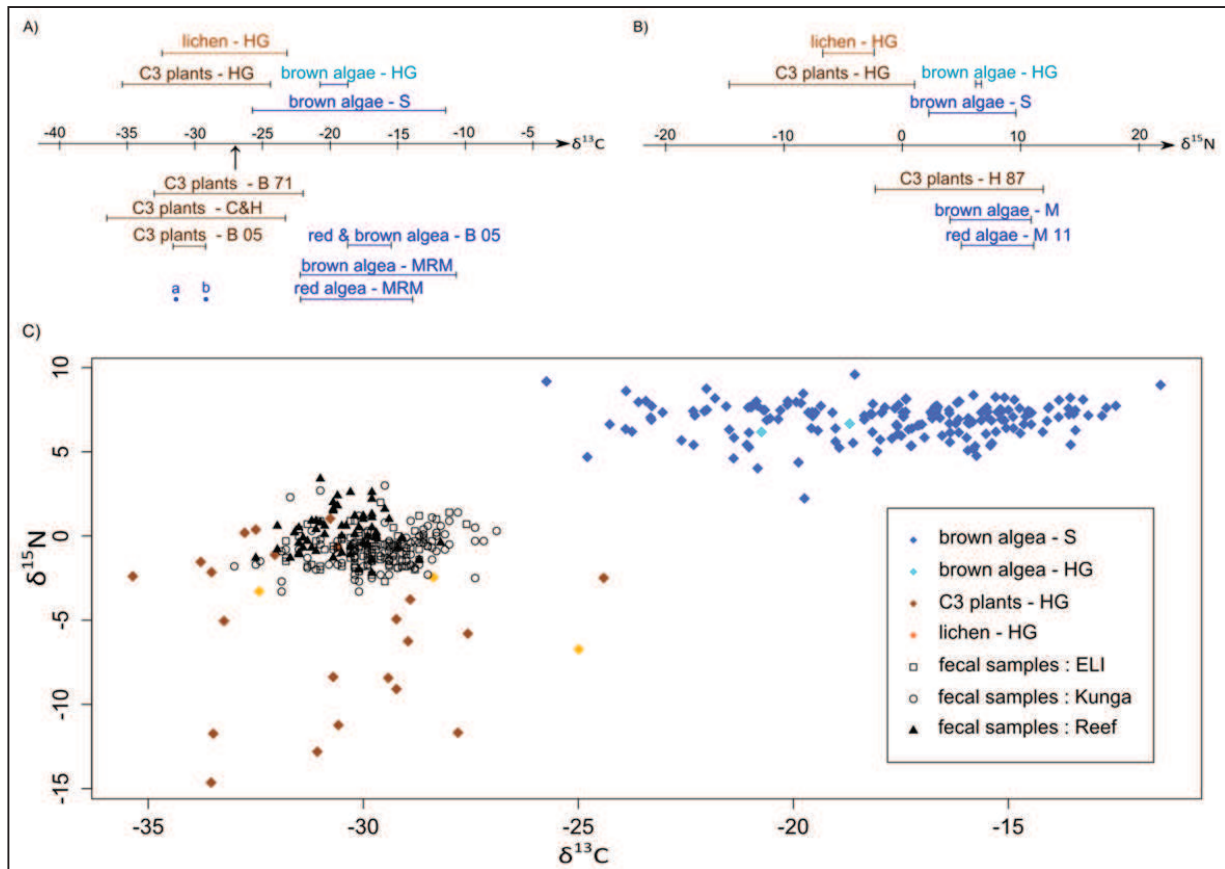 A)
lichen - HG
C3 plants - HG
brown algae - HG
brown algae - S
-40 -35 -30 -25 -20 -15 -10 -5 δ13C
C3 plants - B 71
C3 plants - C&H
C3 plants - B 05
red & brown algea - B 05
brown algea - MRM
a b red algea - MRM
B)
lichen - HG
C3 plants - HG
brown algae - HG
brown algae - S
-20 -10 0 10 20 δ15N
C3 plants - H 87
brown algae - M
red algae - M 11
C)
δ15N
10
5
0
-5
-10
-15
brown algea - S
brown algea - HG
C3 plants - HG
lichen - HG
fecal samples : ELI
fecal samples : Kunga
fecal samples : Reef
-35 -30 -25 -20 -15
δ13C